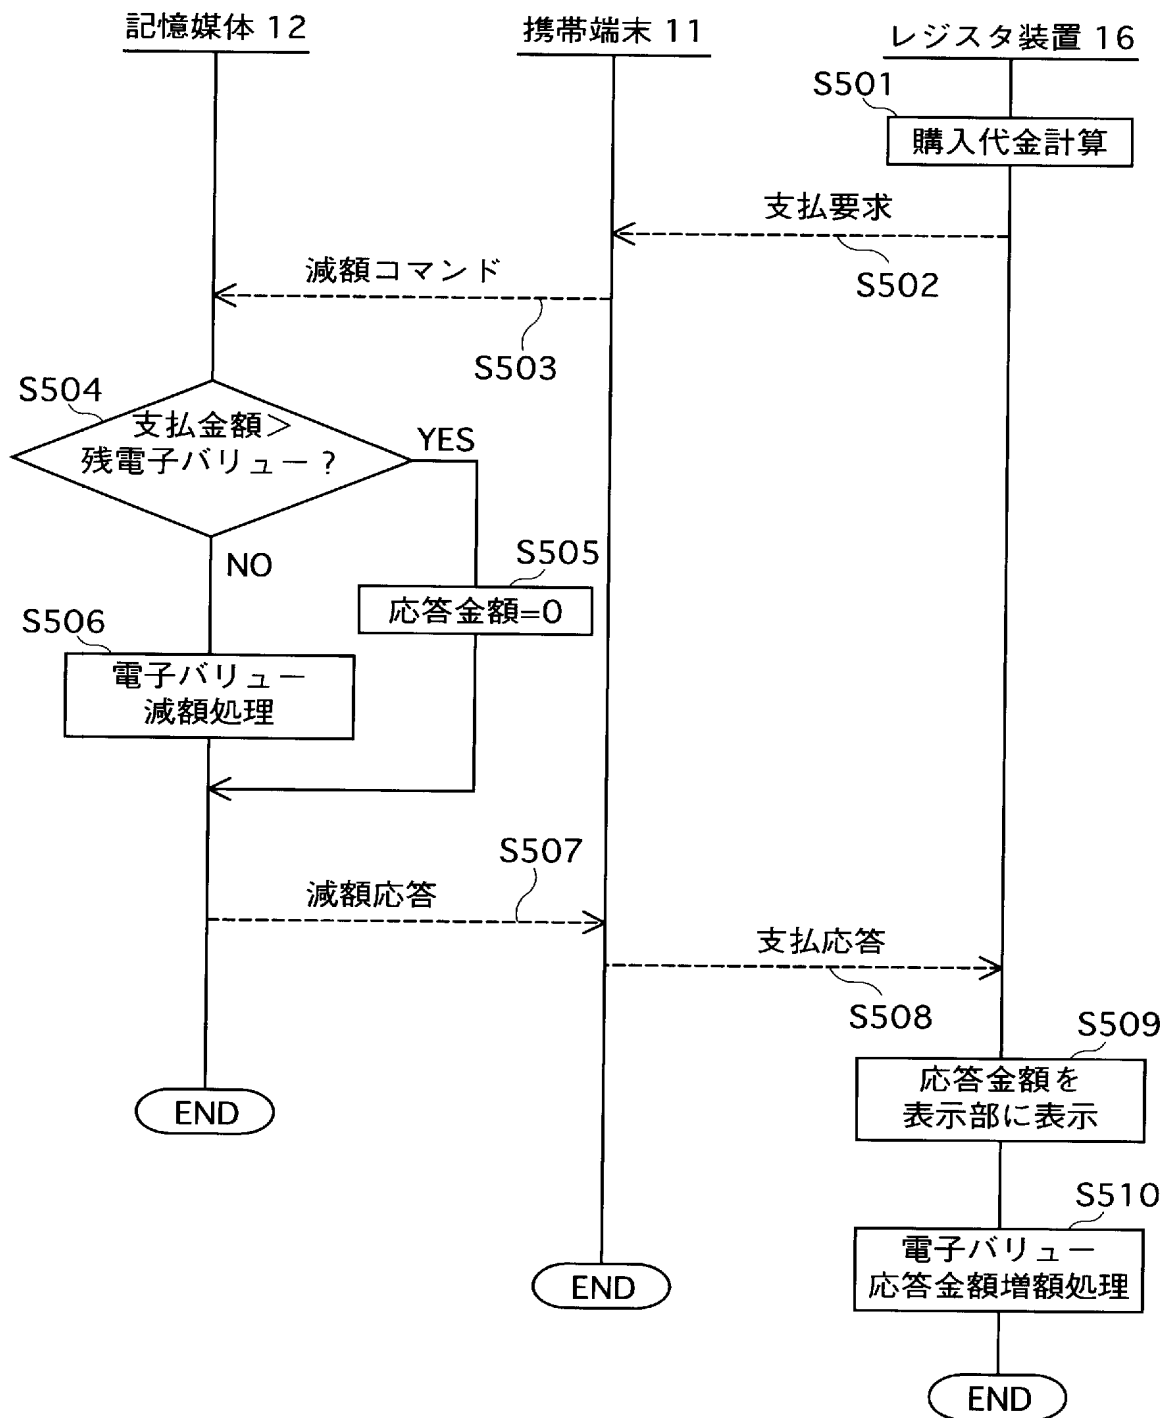 記憶媒体 12
携帯端末 11
レジスタ装置 16
S501
購入代金計算
支払要求
S502
減額コマンド
S503
S504
支払金額＞
残電子バリュー？
YES
NO
S505
応答金額=0
S506
電子バリュー
減額処理
S507
減額応答
支払応答
S508
S509
応答金額を
表示部に表示
END
S510
電子バリュー
応答金額増額処理
END
END